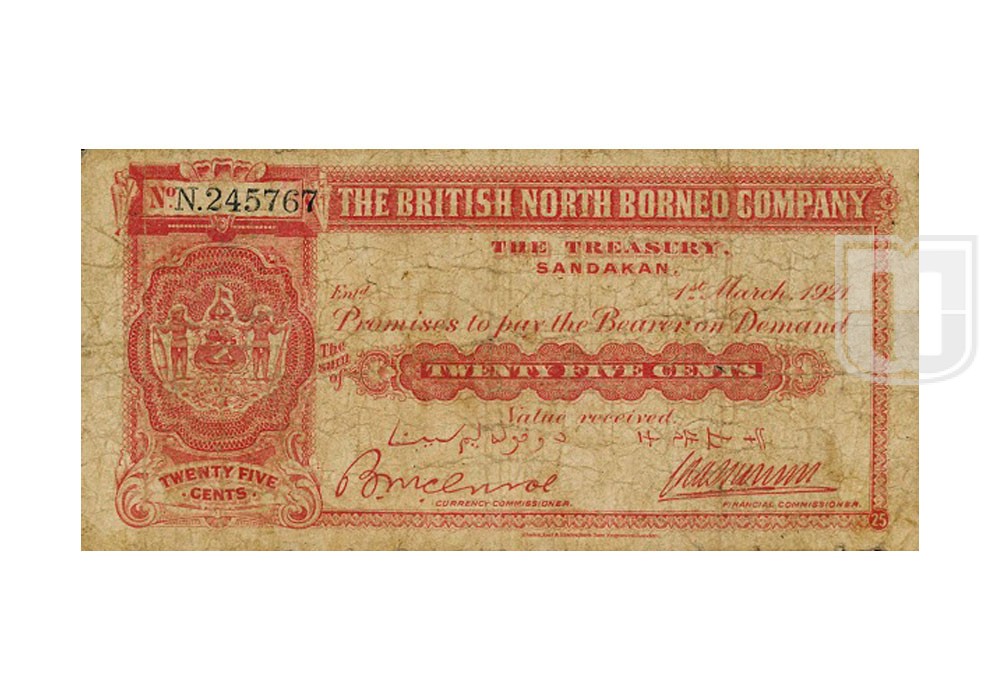 No. N.245767
THE BRITISH NORTH BORNEO COMPANY
THE TREASURY,
SANDAKAN.
Entd
1st March, 1921
Promises to pay the Bearer on Demand
The sum of
TWENTY FIVE CENTS
Value received.
CURRENCY COMMISSIONER.
FINANCIAL COMMISSIONER.
TWENTY FIVE
·CENTS·
25